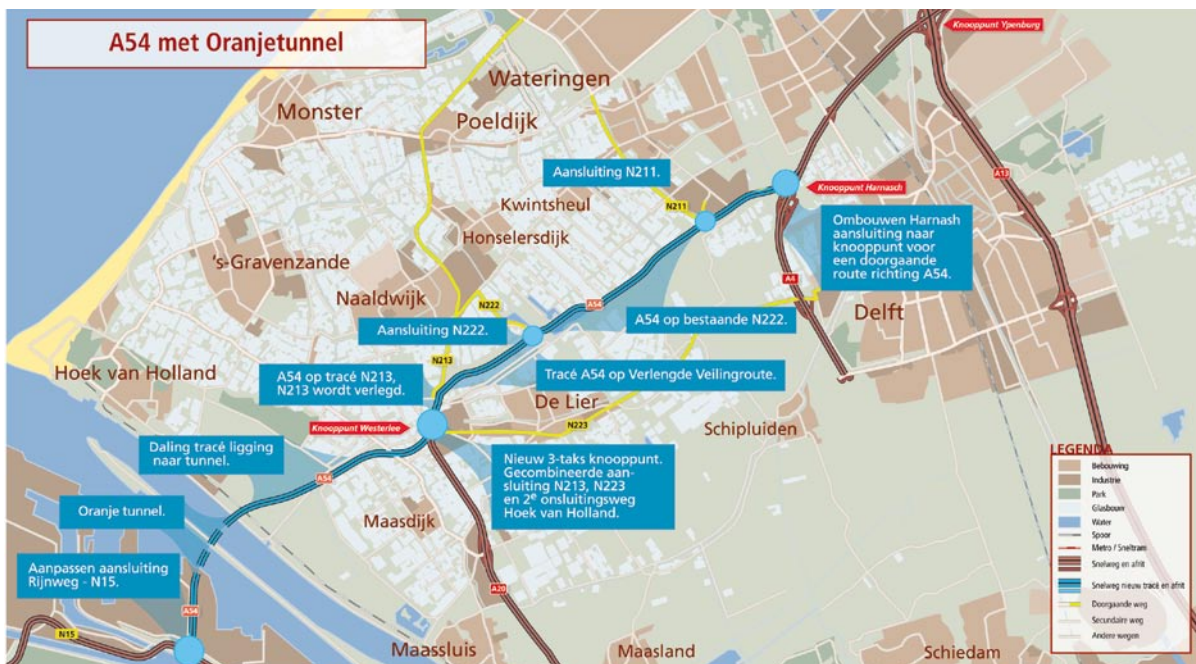 A54 met Oranjetunnel
Knooppunt Ypenburg
Wateringen
Monster
Poeldijk
Aansluiting N211.
Knooppunt Harnasch
A13
Kwintsheul
N211
Ombouwen Harnash
aansluiting naar
knooppunt voor
een doorgaande
route richting A54.
Honselersdijk
's-Gravenzande
A4
Naaldwijk
N222
A54
Aansluiting N222.
A54 op bestaande N222.
Delft
N213
Hoek van Holland
A54 op tracé N213,
N213 wordt verlegd.
Tracé A54 op Verlengde Veilingroute.
De Lier
Knooppunt Westerlee
N223
Schipluiden
Daling tracé ligging
naar tunnel.
A54
Nieuw 3-taks knooppunt.
Gecombineerde aan-
sluiting N213, N223
en 2e onsluitingsweg
Hoek van Holland.
Oranje tunnel.
Maasdijk
Aanpassen aansluiting
Rijnweg - N15.
A54
A20
N15
Maassluis
Maasland
Schiedam
LEGENDA
Bebouwing
Industrie
Park
Glasbouw
Water
Spoor
Metro / Sneltram
Snelweg en afrit
Snelweg nieuw tracé en afrit
Doorgaande weg
Secundaire weg
Andere wegen